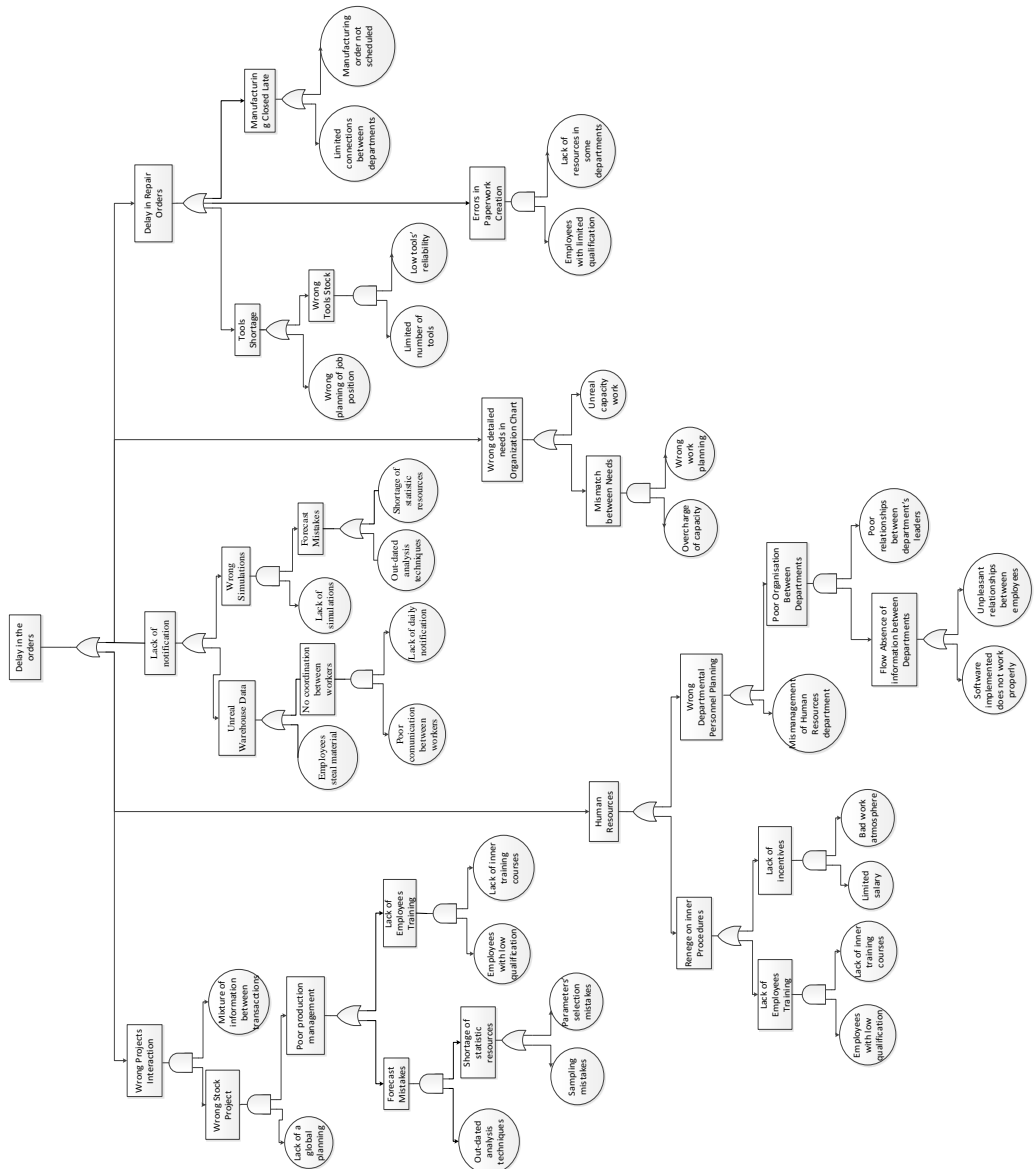 Delay in the
orders
Wrong Projects
Interaction
Mixture of
information
between
transacctions
Wrong Stock
Project
Lack of a
global
planning
Poor production
management
Forecast
Mistakes
Out-dated
analysis
techniques
Shortage of
statistic
resources
Sampling
mistakes
Parameters'
selection
mistakes
Lack of
Employees
Training
Employees
with low
qualification
Lack of inner
training
courses
Human
Resources
Renege on inner
Procedures
Lack of
Employees
Training
Employees
with low
qualification
Lack of inner
training
courses
Lack of
incentives
Limited
salary
Bad work
atmosphere
Wrong
Departmental
Personnel Planning
Mismanagement
of Human
Resources
department
Poor Organisation
Between
Departments
Flow Absence of
information between
Departments
Software
implemented
does not work
properly
Unpleasant
relationships
between
employees
Poor
relationships
between
department's
leaders
Lack of
notification
Unreal
Warehouse Data
Employees
steal material
No coordination
between
workers
Poor
comunication
between
workers
Lack of daily
notification
Wrong
Simulations
Lack of
simulations
Forecast
Mistakes
Out-dated
analysis
techniques
Shortage of
statistic
resources
Wrong detailed
needs in
Organization Chart
Mismatch
between Needs
Overcharge
of capacity
Wrong
work
planning
Unreal
capacity
work
Delay in Repair
Orders
Tools
Shortage
Wrong
planning of job
position
Wrong
Tools Stock
Limited
number of
tools
Low tools'
reliability
Errors in
Paperwork
Creation
Employees
with limited
qualification
Lack of
resources in
some
departments
Manufacturin
g Closed Late
Limited
connections
between
departments
Manufacturing
order not
scheduled